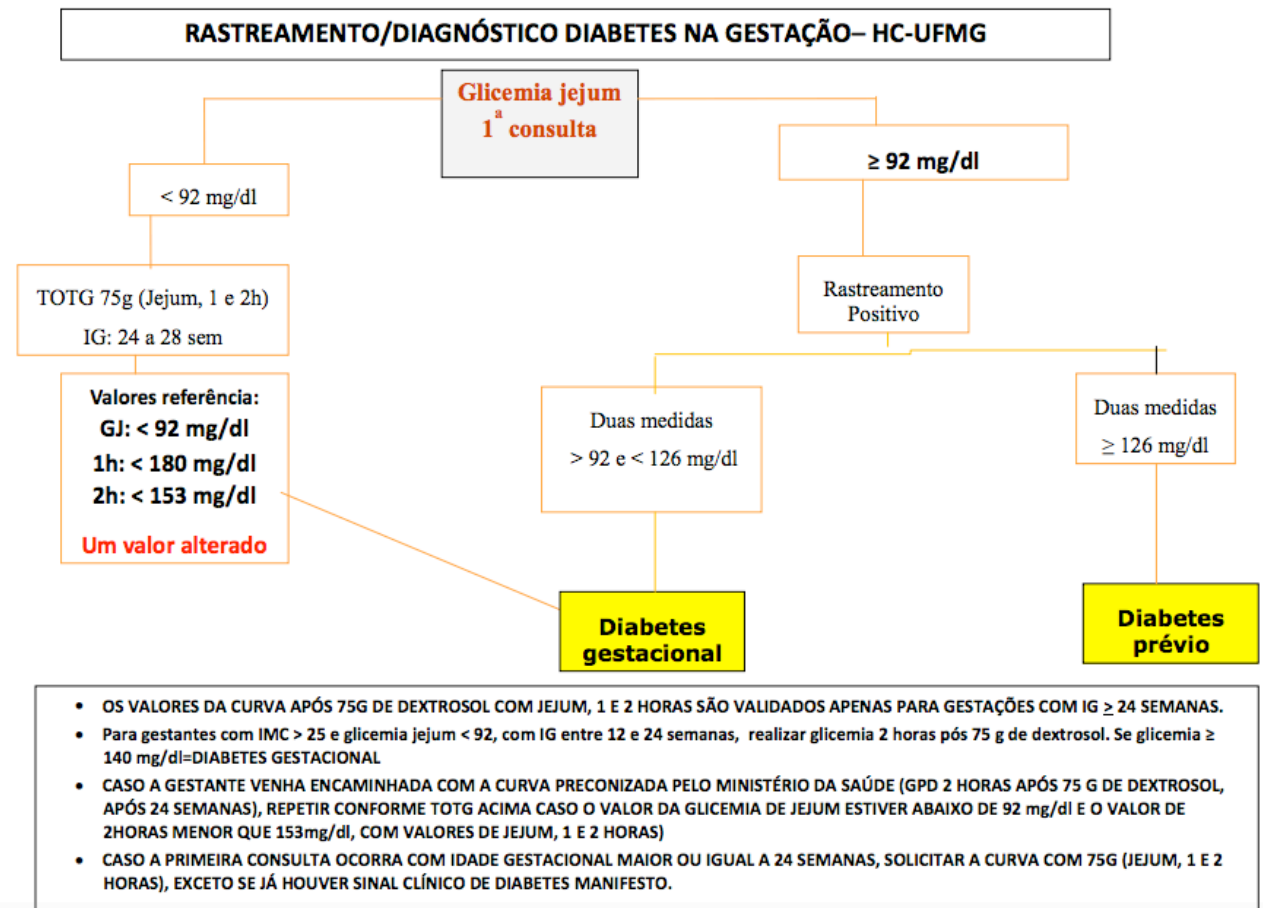 RASTREAMENTO/DIAGNÓSTICO DIABETES NA GESTAÇÃO– HC-UFMG
Glicemia jejum
1ª consulta
≥ 92 mg/dl
< 92 mg/dl
TOTG 75g (Jejum, 1 e 2h)
IG: 24 a 28 sem
Rastreamento
Positivo
Valores referência:
GJ: < 92 mg/dl
1h: < 180 mg/dl
2h: < 153 mg/dl
Um valor alterado
Duas medidas
> 92 e < 126 mg/dl
Duas medidas
≥ 126 mg/dl
Diabetes
gestacional
Diabetes
prévio
• OS VALORES DA CURVA APÓS 75G DE DEXTROSOL COM JEJUM, 1 E 2 HORAS SÃO VALIDADOS APENAS PARA GESTAÇÕES COM IG ≥ 24 SEMANAS.
• Para gestantes com IMC > 25 e glicemia jejum < 92, com IG entre 12 e 24 semanas, realizar glicemia 2 horas pós 75 g de dextrosol. Se glicemia ≥
140 mg/dl=DIABETES GESTACIONAL
• CASO A GESTANTE VENHA ENCAMINHADA COM A CURVA PRECONIZADA PELO MINISTÉRIO DA SAÚDE (GPD 2 HORAS APÓS 75 G DE DEXTROSOL,
APÓS 24 SEMANAS), REPETIR CONFORME TOTG ACIMA CASO O VALOR DA GLICEMIA DE JEJUM ESTIVER ABAIXO DE 92 mg/dl E O VALOR DE
2HORAS MENOR QUE 153mg/dl, COM VALORES DE JEJUM, 1 E 2 HORAS)
• CASO A PRIMEIRA CONSULTA OCORRA COM IDADE GESTACIONAL MAIOR OU IGUAL A 24 SEMANAS, SOLICITAR A CURVA COM 75G (JEJUM, 1 E 2
HORAS), EXCETO SE JÁ HOUVER SINAL CLÍNICO DE DIABETES MANIFESTO.